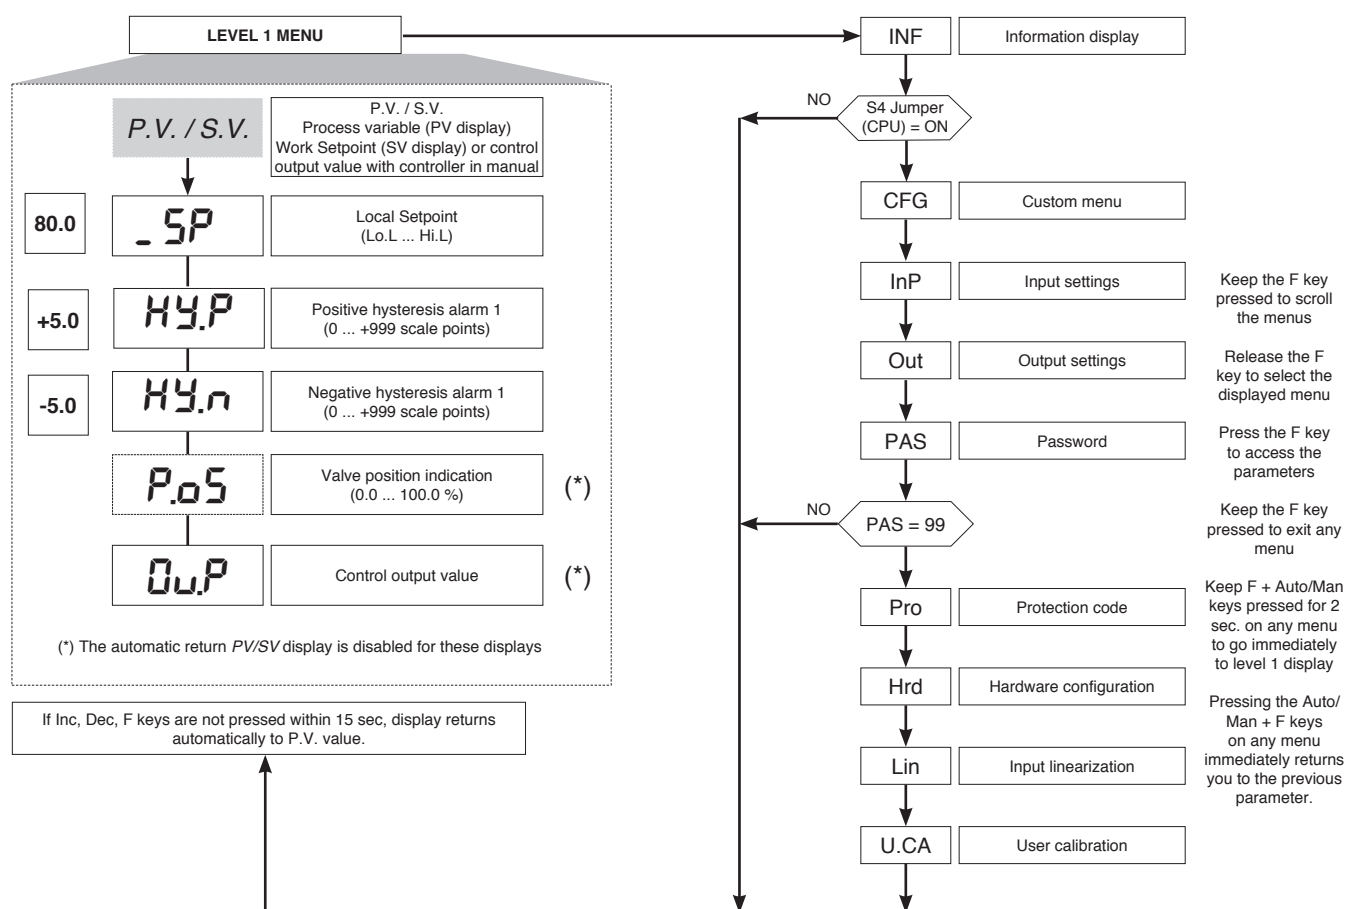 LEVEL 1 MENU
P.V. / S.V.
P.V. / S.V.
Process variable (PV display)
Work Setpoint (SV display) or control
output value with controller in manual
80.0
_SP
Local Setpoint
(Lo.L ... Hi.L)
+5.0
HY.P
Positive hysteresis alarm 1
(0 ... +999 scale points)
-5.0
HY.n
Negative hysteresis alarm 1
(0 ... +999 scale points)
P.oS
Valve position indication
(0.0 ... 100.0 %)
(*)
Ou.P
Control output value
(*)
(*) The automatic return PV/SV display is disabled for these displays
If Inc, Dec, F keys are not pressed within 15 sec, display returns
automatically to P.V. value.
INF
Information display
NO
S4 Jumper
(CPU) = ON
CFG
Custom menu
InP
Input settings
Out
Output settings
PAS
Password
NO
PAS = 99
Pro
Protection code
Hrd
Hardware configuration
Lin
Input linearization
U.CA
User calibration
Keep the F key
pressed to scroll
the menus
Release the F
key to select the
displayed menu
Press the F key
to access the
parameters
Keep the F key
pressed to exit any
menu
Keep F + Auto/Man
keys pressed for 2
sec. on any menu
to go immediately
to level 1 display
Pressing the Auto/
Man + F keys
on any menu
immediately returns
you to the previous
parameter.